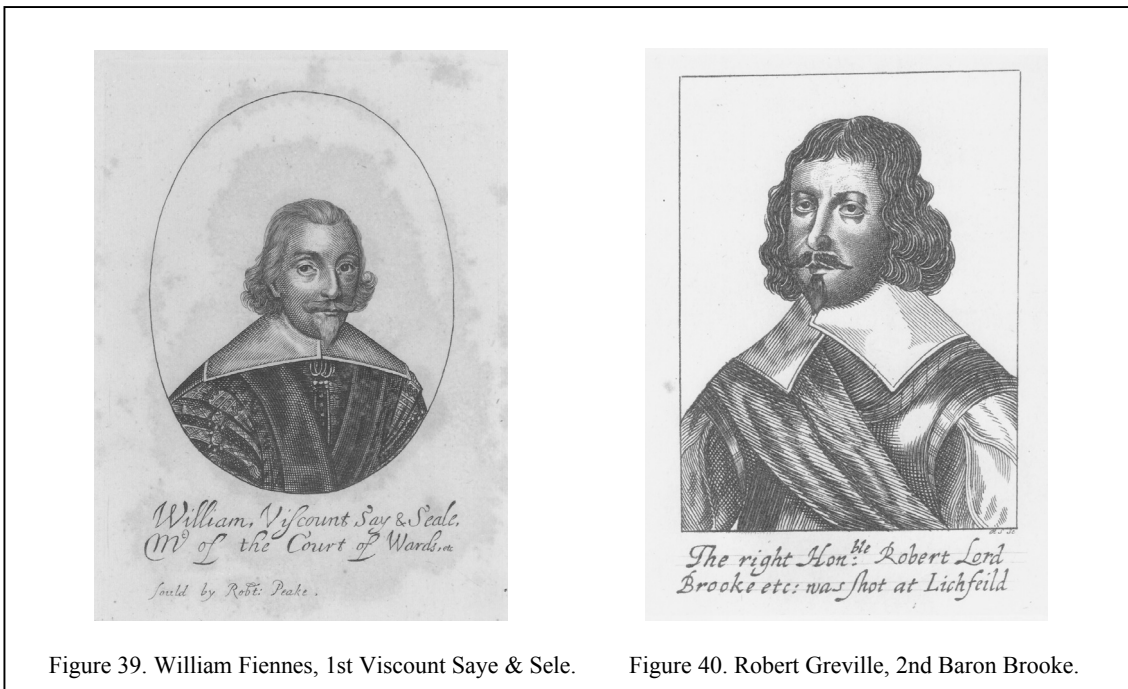 William, Viſcount Say & Seale.
Mr of the Court of Wards, etc
ſould by Robt: Peake.
The right Hon:ble Robert Lord
Brooke etc: was ſhot at Lichfeild
Figure 39. William Fiennes, 1st Viscount Saye & Sele.
Figure 40. Robert Greville, 2nd Baron Brooke.